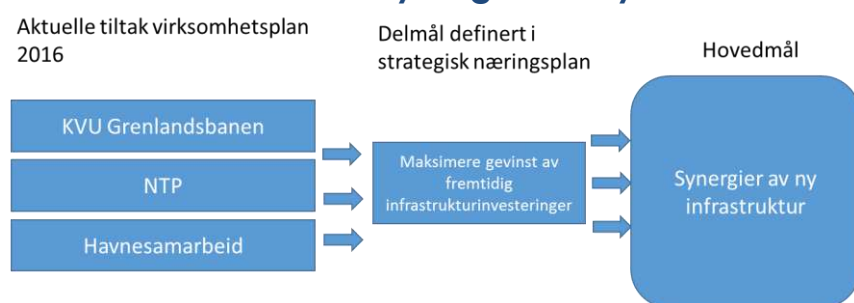 Aktuelle tiltak virksomhetsplan
2016
Delmål definert i
strategisk næringsplan
Hovedmål
KVU Grenlandsbanen
NTP
Havnesamarbeid
Maksimere gevinst av
fremtidig
infrastrukturinvesteringer
Synergier av ny
infrastruktur